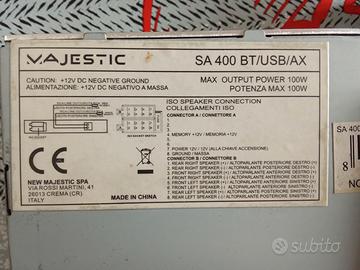 MAJESTIC
SA 400 BT/USB/AX
CAUTION: +12V DC NEGATIVE GROUND
ALIMENTAZIONE: +12V DC NEGATIVO A MASSA
MAX OUTPUT POWER 100W
POTENZA MAX 100W
ISO SPEAKER CONNECTION
COLLEGAMENTI ISO
CONNECTOR A / CONNETTORE A
4. MEMORY +12V / MEMORIA +12V
7. POWER 12V / 12V (ALLA CHIAVE ACCENSIONE)
8. GROUND / MASSA
CONNECTOR B / CONNETTORE B
1. REAR RIGHT SPEAKER (+) / ALTOPARLANTE POSTERIORE DESTRO (+)
2. REAR RIGHT SPEAKER (-) / ALTOPARLANTE POSTERIORE DESTRO (-)
3. FRONT RIGHT SPEAKER (+) / ALTOPARLANTE ANTERIORE DESTRO (+)
4. FRONT RIGHT SPEAKER (-) / ALTOPARLANTE ANTERIORE DESTRO (-)
5. FRONT LEFT SPEAKER (+) / ALTOPARLANTE ANTERIORE SINISTRO (+)
6. FRONT LEFT SPEAKER (-) / ALTOPARLANTE ANTERIORE SINISTRO (-)
7. REAR LEFT SPEAKER (+) / ALTOPARLANTE POSTERIORE SINISTRO (+)
8. REAR LEFT SPEAKER (-) / ALTOPARLANTE POSTERIORE SINISTRO (-)
CE
NEW MAJESTIC SPA
VIA ROSSI MARTINI, 41
26013 CREMA (CR)
ITALY
SA 400
8
subito